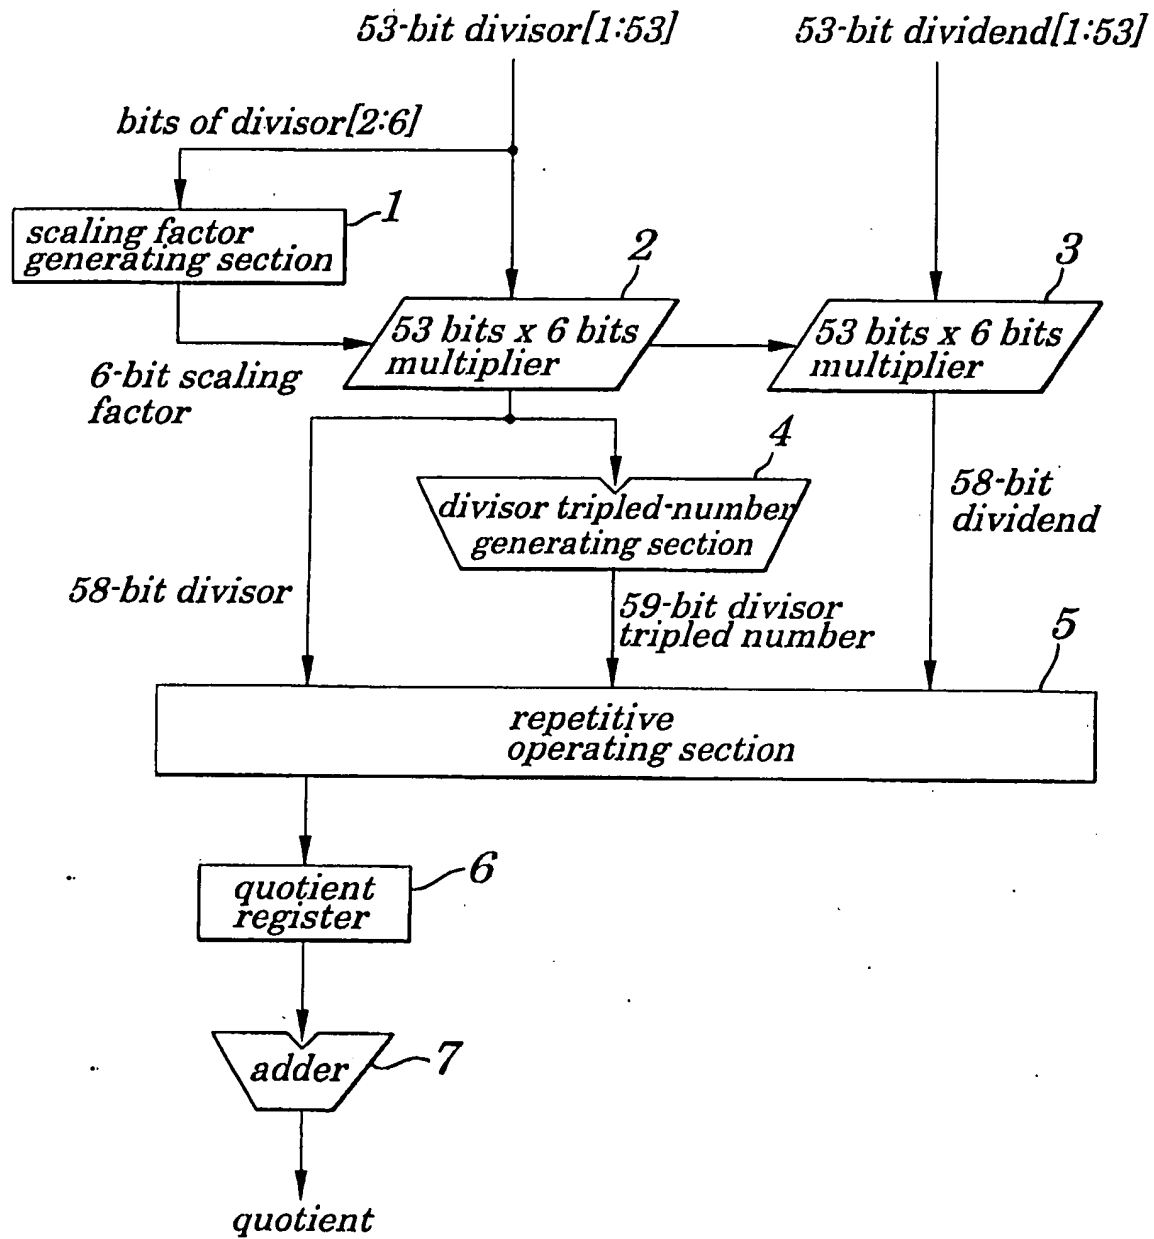 53-bit divisor[1:53]
53-bit dividend[1:53]
bits of divisor[2:6]
1
scaling factor
generating section
2
53 bits x 6 bits
multiplier
3
53 bits x 6 bits
multiplier
6-bit scaling
factor
4
divisor tripled-number
generating section
58-bit
dividend
58-bit divisor
59-bit divisor
tripled number
5
repetitive
operating section
6
quotient
register
7
adder
quotient